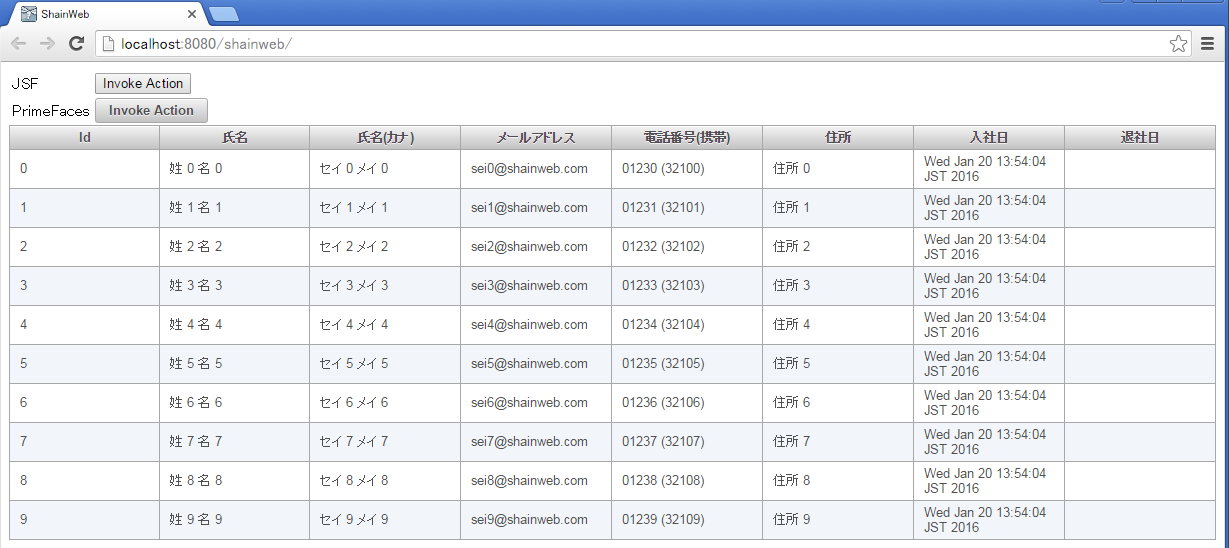 ShainWeb
localhost:8080/shainweb/
JSF Invoke Action
PrimeFaces Invoke Action
Id 氏名 氏名(カナ) メールアドレス 電話番号(携帯) 住所 入社日 退社日
0 姓 0 名 0 セイ 0 メイ 0 sei0@shainweb.com 01230 (32100) 住所 0 Wed Jan 20 13:54:04
JST 2016
1 姓 1 名 1 セイ 1 メイ 1 sei1@shainweb.com 01231 (32101) 住所 1 Wed Jan 20 13:54:04
JST 2016
2 姓 2 名 2 セイ 2 メイ 2 sei2@shainweb.com 01232 (32102) 住所 2 Wed Jan 20 13:54:04
JST 2016
3 姓 3 名 3 セイ 3 メイ 3 sei3@shainweb.com 01233 (32103) 住所 3 Wed Jan 20 13:54:04
JST 2016
4 姓 4 名 4 セイ 4 メイ 4 sei4@shainweb.com 01234 (32104) 住所 4 Wed Jan 20 13:54:04
JST 2016
5 姓 5 名 5 セイ 5 メイ 5 sei5@shainweb.com 01235 (32105) 住所 5 Wed Jan 20 13:54:04
JST 2016
6 姓 6 名 6 セイ 6 メイ 6 sei6@shainweb.com 01236 (32106) 住所 6 Wed Jan 20 13:54:04
JST 2016
7 姓 7 名 7 セイ 7 メイ 7 sei7@shainweb.com 01237 (32107) 住所 7 Wed Jan 20 13:54:04
JST 2016
8 姓 8 名 8 セイ 8 メイ 8 sei8@shainweb.com 01238 (32108) 住所 8 Wed Jan 20 13:54:04
JST 2016
9 姓 9 名 9 セイ 9 メイ 9 sei9@shainweb.com 01239 (32109) 住所 9 Wed Jan 20 13:54:04
JST 2016